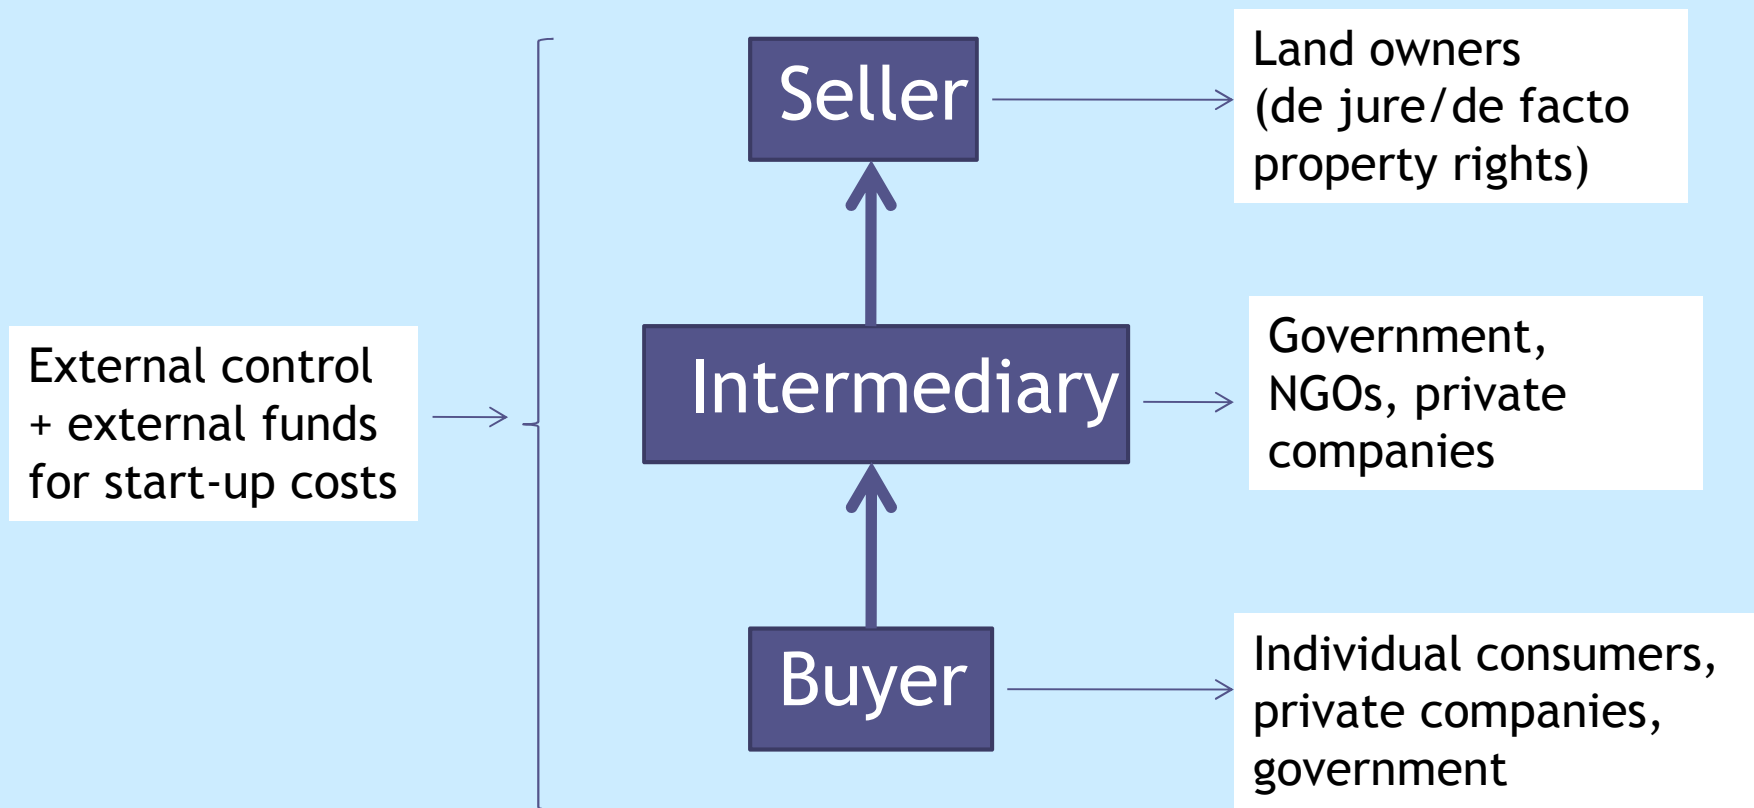 Seller
Land owners
(de jure/de facto
property rights)
External control
+ external funds
for start-up costs
Intermediary
Government,
NGOs, private
companies
Buyer
Individual consumers,
private companies,
government